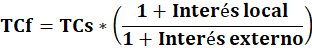 TCf = TCs * ( (1 + Interés local) / (1 + Interés externo) )